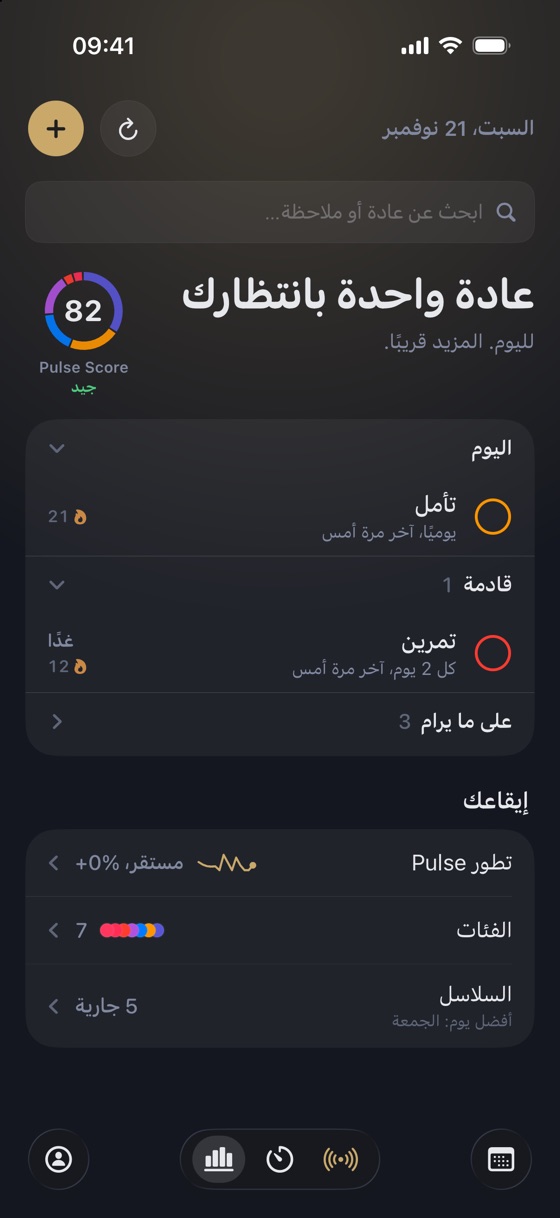 09:41
السبت، 21 نوفمبر
ابحث عن عادة أو ملاحظة...
عادة واحدة بانتظارك
لليوم. المزيد قريبًا.
82
Pulse Score
جيد
اليوم
تأمل
يوميًا، آخر مرة أمس
21
قادمة 1
تمرين
كل 2 يوم، آخر مرة أمس
غدًا
12
على ما يرام 3
إيقاعك
تطور Pulse
مستقر، 0%+
الفئات
7
السلاسل
أفضل يوم: الجمعة
5 جارية